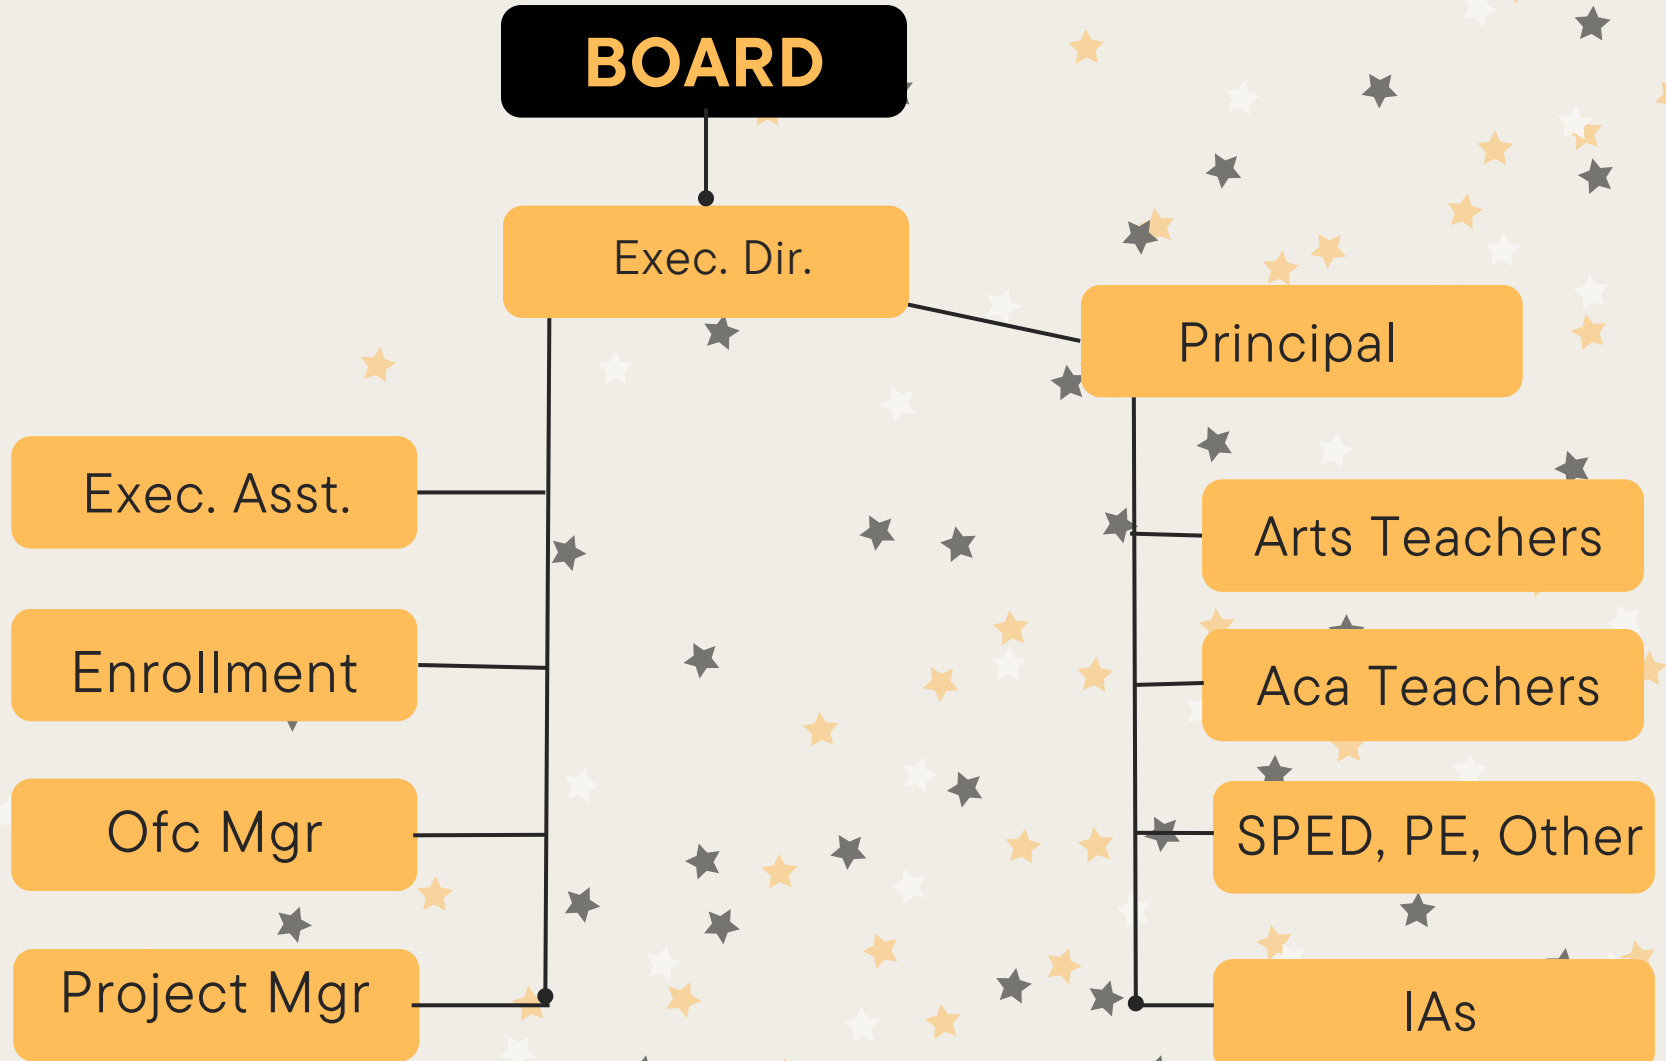 BOARD
Exec. Dir.
Principal
Exec. Asst.
Enrollment
Ofc Mgr
Project Mgr
Arts Teachers
Aca Teachers
SPED, PE, Other
IAs